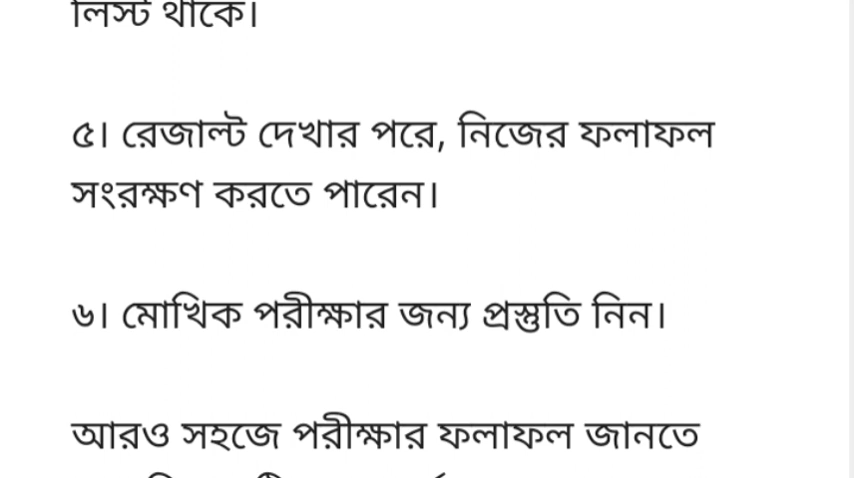 লিস্ট থাকে।
৫। রেজাল্ট দেখার পরে, নিজের ফলাফল
সংরক্ষণ করতে পারেন।
৬। মোখিক পরীক্ষার জন্য প্রস্তুতি নিন।
আরও সহজে পরীক্ষার ফলাফল জানতে